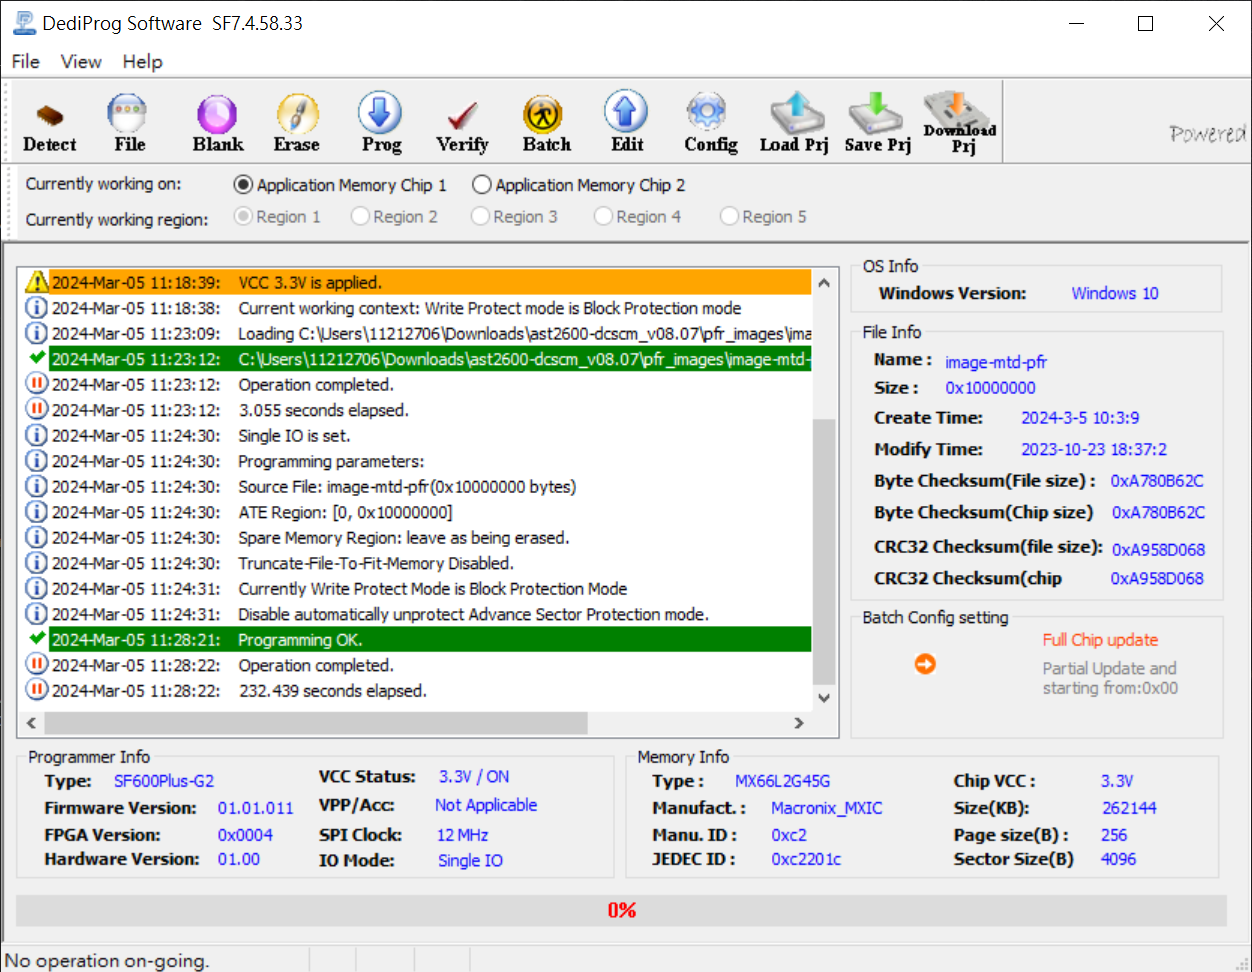 DediProg Software  SF7.4.58.33
File View Help
Detect File Blank Erase Prog Verify Batch Edit Config Load Prj Save Prj Download Prj
Powered
Currently working on: Application Memory Chip 1 Application Memory Chip 2
Currently working region: Region 1 Region 2 Region 3 Region 4 Region 5
2024-Mar-05 11:18:39: VCC 3.3V is applied.
2024-Mar-05 11:18:38: Current working context: Write Protect mode is Block Protection mode
2024-Mar-05 11:23:09: Loading C:\Users\11212706\Downloads\ast2600-dcscm_v08.07\pfr_images\ima
2024-Mar-05 11:23:12: C:\Users\11212706\Downloads\ast2600-dcscm_v08.07\pfr_images\image-mtd-
2024-Mar-05 11:23:12: Operation completed.
2024-Mar-05 11:23:12: 3.055 seconds elapsed.
2024-Mar-05 11:24:30: Single IO is set.
2024-Mar-05 11:24:30: Programming parameters:
2024-Mar-05 11:24:30: Source File: image-mtd-pfr(0x10000000 bytes)
2024-Mar-05 11:24:30: ATE Region: [0, 0x10000000]
2024-Mar-05 11:24:30: Spare Memory Region: leave as being erased.
2024-Mar-05 11:24:30: Truncate-File-To-Fit-Memory Disabled.
2024-Mar-05 11:24:31: Currently Write Protect Mode is Block Protection Mode
2024-Mar-05 11:24:31: Disable automatically unprotect Advance Sector Protection mode.
2024-Mar-05 11:28:21: Programming OK.
2024-Mar-05 11:28:22: Operation completed.
2024-Mar-05 11:28:22: 232.439 seconds elapsed.
OS Info
Windows Version: Windows 10
File Info
Name : image-mtd-pfr
Size : 0x10000000
Create Time: 2024-3-5 10:3:9
Modify Time: 2023-10-23 18:37:2
Byte Checksum(File size) : 0xA780B62C
Byte Checksum(Chip size) 0xA780B62C
CRC32 Checksum(file size): 0xA958D068
CRC32 Checksum(chip 0xA958D068
Batch Config setting
Full Chip update
Partial Update and
starting from:0x00
Programmer Info
Type: SF600Plus-G2
Firmware Version: 01.01.011
FPGA Version: 0x0004
Hardware Version: 01.00
VCC Status: 3.3V / ON
VPP/Acc: Not Applicable
SPI Clock: 12 MHz
IO Mode: Single IO
Memory Info
Type : MX66L2G45G
Manufact. : Macronix_MXIC
Manu. ID : 0xc2
JEDEC ID : 0xc2201c
Chip VCC : 3.3V
Size(KB): 262144
Page size(B) : 256
Sector Size(B) 4096
0%
No operation on-going.